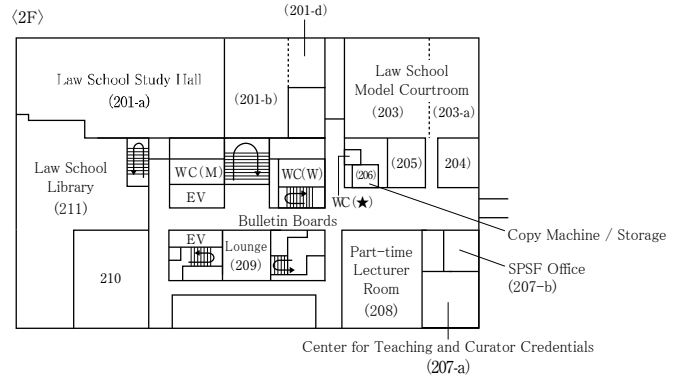 〈2F〉
(201-d)
Law School Study Hall
(201-a)
(201-b)
Law School
Model Courtroom
(203)
(203-a)
Law School
Library
(211)
WC(M)
EV
WC(W)
(206)
(205)
204
WC(★)
Bulletin Boards
Copy Machine / Storage
210
EV
Lounge
(209)
Part-time
Lecturer
Room
(208)
SPSF Office
(207-b)
Center for Teaching and Curator Credentials
(207-a)